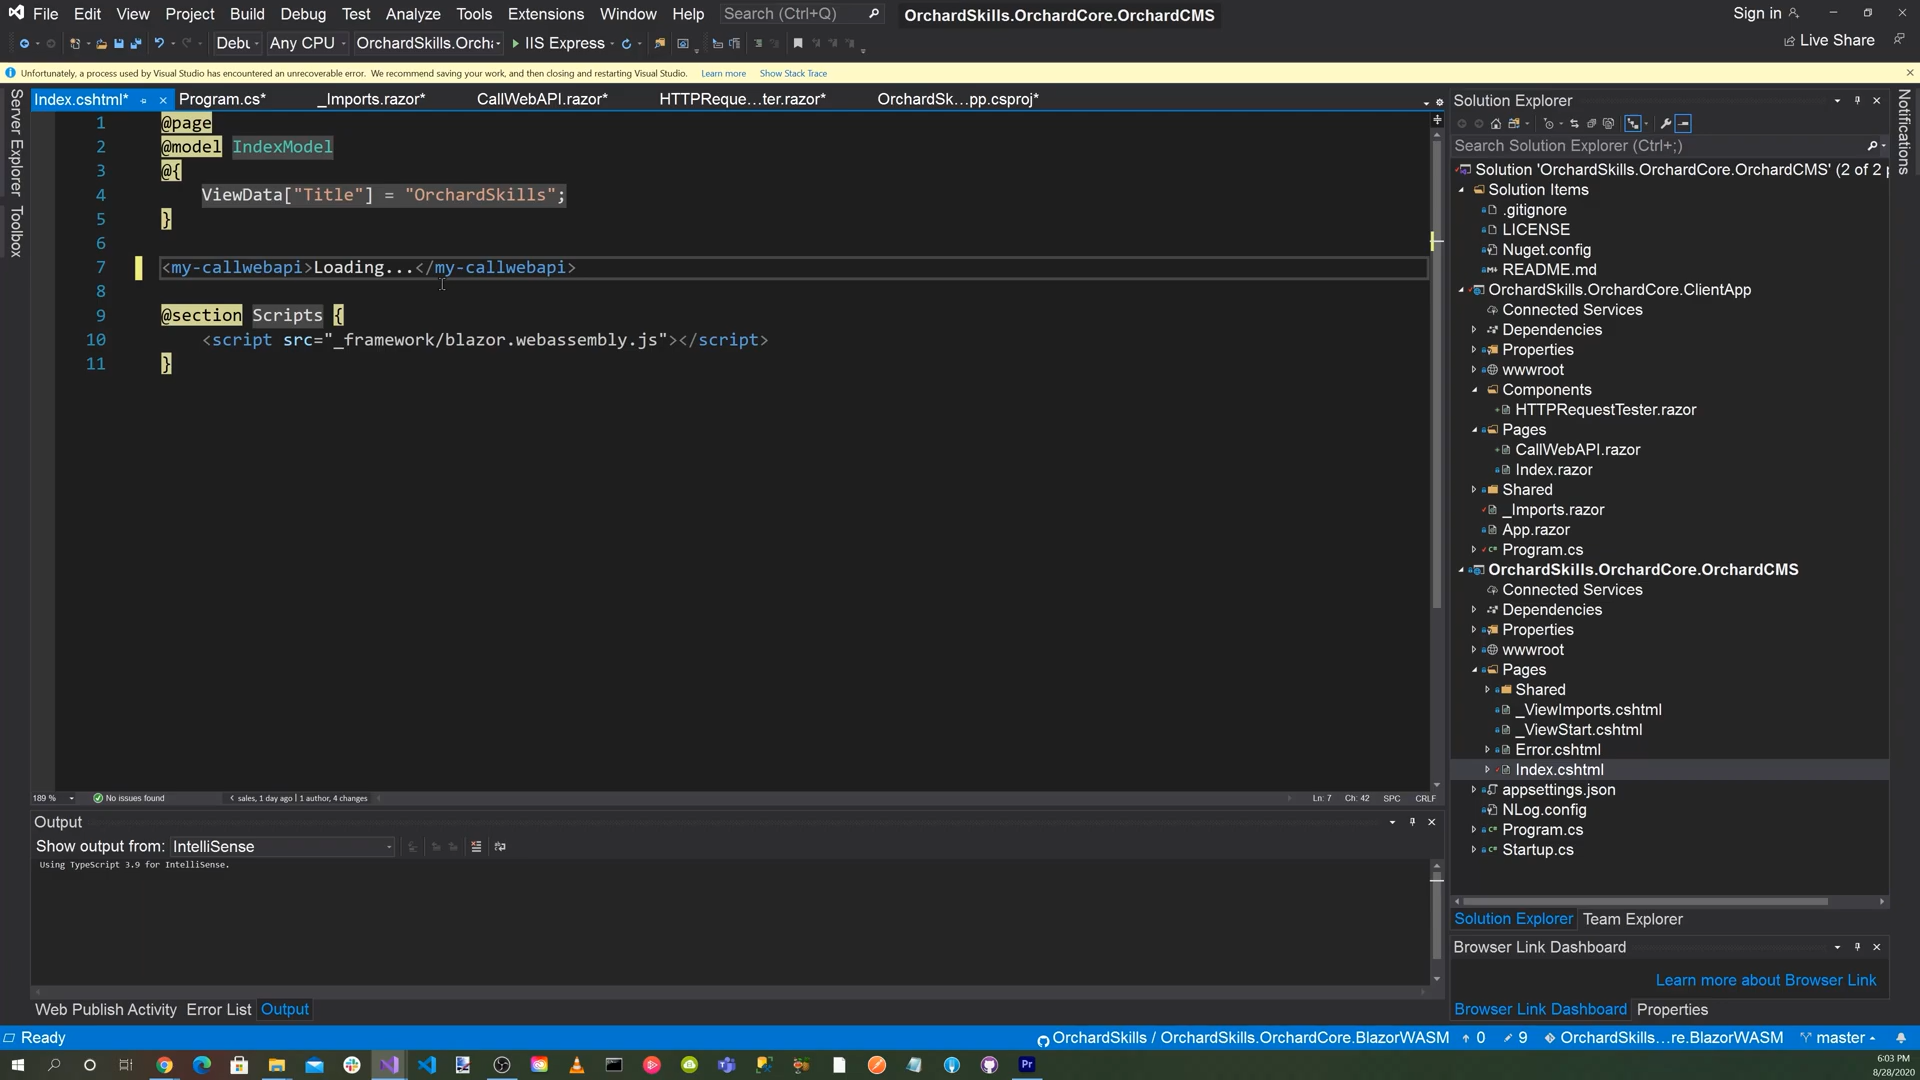 File Edit View Project Build Debug Test Analyze Tools Extensions Window Help Search (Ctrl+Q) OrchardSkills.OrchardCore.OrchardCMS Sign in
Debu Any CPU OrchardSkills.Orcha IIS Express Live Share
Unfortunately, a process used by Visual Studio has encountered an unrecoverable error. We recommend saving your work, and then closing and restarting Visual Studio. Learn more Show Stack Trace
Server Explorer
Toolbox
Notifications
Index.cshtml* Program.cs* _Imports.razor* CallWebAPI.razor* HTTPReque...ter.razor* OrchardSk...pp.csproj*
1 @page
2 @model IndexModel
3 @{
4 ViewData["Title"] = "OrchardSkills";
5 }
6
7 <my-callwebapi>Loading...</my-callwebapi>
8
9 @section Scripts {
10 <script src="_framework/blazor.webassembly.js"></script>
11 }
189 % No issues found < sales, 1 day ago | 1 author, 4 changes Ln: 7 Ch: 42 SPC CRLF
Output
Show output from: IntelliSense
Using TypeScript 3.9 for IntelliSense.
Web Publish Activity Error List Output
Solution Explorer
Search Solution Explorer (Ctrl+;)
Solution 'OrchardSkills.OrchardCore.OrchardCMS' (2 of 2
Solution Items
.gitignore
LICENSE
Nuget.config
README.md
OrchardSkills.OrchardCore.ClientApp
Connected Services
Dependencies
Properties
wwwroot
Components
HTTPRequestTester.razor
Pages
CallWebAPI.razor
Index.razor
Shared
_Imports.razor
App.razor
Program.cs
OrchardSkills.OrchardCore.OrchardCMS
Connected Services
Dependencies
Properties
wwwroot
Pages
Shared
_ViewImports.cshtml
_ViewStart.cshtml
Error.cshtml
Index.cshtml
appsettings.json
NLog.config
Program.cs
Startup.cs
Solution Explorer Team Explorer
Browser Link Dashboard
Learn more about Browser Link
Browser Link Dashboard Properties
Ready OrchardSkills / OrchardSkills.OrchardCore.BlazorWASM 0 9 OrchardSkills...re.BlazorWASM master
6:03 PM
8/28/2020